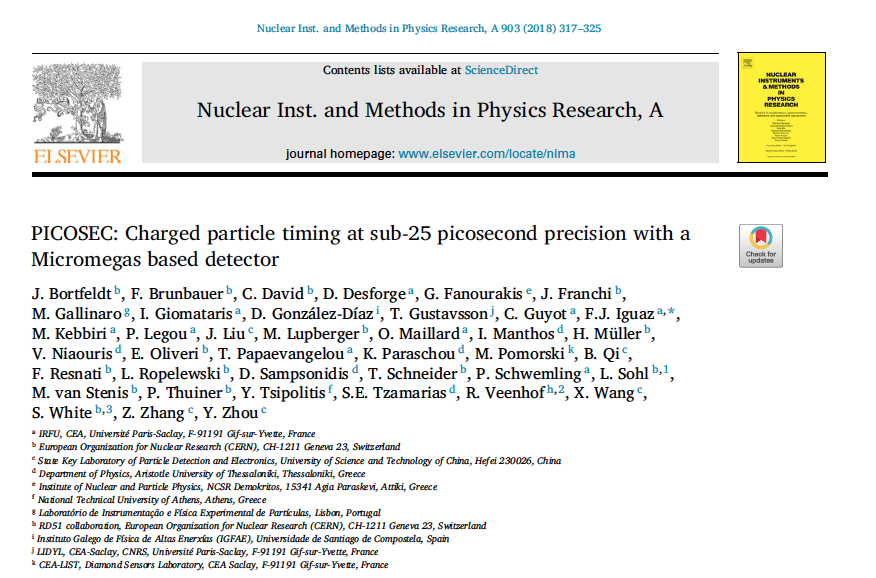 Nuclear Inst. and Methods in Physics Research, A 903 (2018) 317–325
Contents lists available at ScienceDirect
Nuclear Inst. and Methods in Physics Research, A
journal homepage: www.elsevier.com/locate/nima
ELSEVIER
NUCLEAR
INSTRUMENTS
& METHODS
IN
PHYSICS
RESEARCH
PICOSEC: Charged particle timing at sub-25 picosecond precision with a
Micromegas based detector
Check for
updates
J. Bortfeldt b, F. Brunbauer b, C. David b, D. Desforge a, G. Fanourakis e, J. Franchi b,
M. Gallinaro g, I. Giomataris a, D. González-Díaz i, T. Gustavsson j, C. Guyot a, F.J. Iguaz a,*,
M. Kebbiri a, P. Legou a, J. Liu c, M. Lupberger b, O. Maillard a, I. Manthos d, H. Müller b,
V. Niaouris d, E. Oliveri b, T. Papaevangelou a, K. Paraschou d, M. Pomorski k, B. Qi c,
F. Resnati b, L. Ropelewski b, D. Sampsonidis d, T. Schneider b, P. Schwemling a, L. Sohl b,1,
M. van Stenis b, P. Thuiner b, Y. Tsipolitis f, S.E. Tzamarias d, R. Veenhof h,2, X. Wang c,
S. White b,3, Z. Zhang c, Y. Zhou c
a IRFU, CEA, Université Paris-Saclay, F-91191 Gif-sur-Yvette, France
b European Organization for Nuclear Research (CERN), CH-1211 Geneva 23, Switzerland
c State Key Laboratory of Particle Detection and Electronics, University of Science and Technology of China, Hefei 230026, China
d Department of Physics, Aristotle University of Thessaloniki, Thessaloniki, Greece
e Institute of Nuclear and Particle Physics, NCSR Demokritos, 15341 Agia Paraskevi, Attiki, Greece
f National Technical University of Athens, Athens, Greece
g Laboratório de Instrumentação e Física Experimental de Partículas, Lisbon, Portugal
h RD51 collaboration, European Organization for Nuclear Research (CERN), CH-1211 Geneva 23, Switzerland
i Instituto Galego de Física de Altas Enerxías (IGFAE), Universidade de Santiago de Compostela, Spain
j LIDYL, CEA-Saclay, CNRS, Université Paris-Saclay, F-91191 Gif-sur-Yvette, France
k CEA-LIST, Diamond Sensors Laboratory, CEA Saclay, F-91191 Gif-sur-Yvette, France